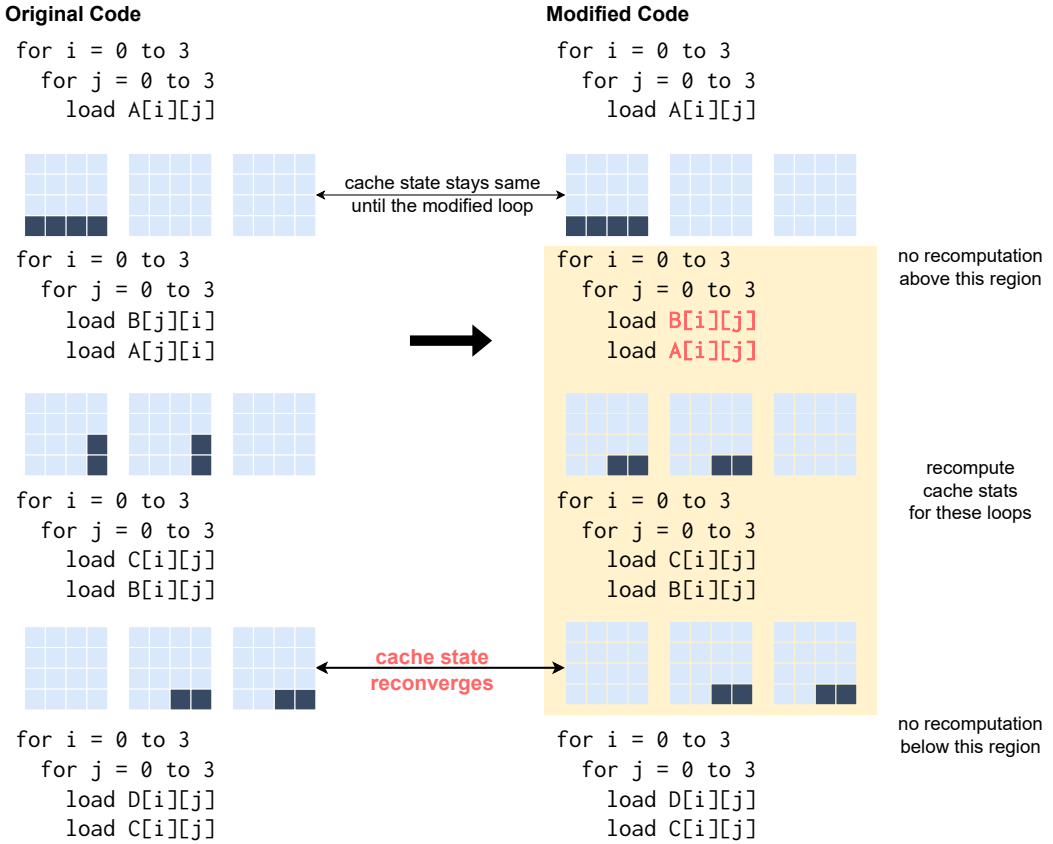 Original Code
for i = 0 to 3
for j = 0 to 3
load A[i][j]
for i = 0 to 3
for j = 0 to 3
load B[j][i]
load A[j][i]
for i = 0 to 3
for j = 0 to 3
load C[i][j]
load B[i][j]
for i = 0 to 3
for j = 0 to 3
load D[i][j]
load C[i][j]
cache state stays same
until the modified loop
cache state
reconverges
Modified Code
for i = 0 to 3
for j = 0 to 3
load A[i][j]
for i = 0 to 3
for j = 0 to 3
load B[i][j]
load A[i][j]
for i = 0 to 3
for j = 0 to 3
load C[i][j]
load B[i][j]
for i = 0 to 3
for j = 0 to 3
load D[i][j]
load C[i][j]
no recomputation
above this region
recompute
cache stats
for these loops
no recomputation
below this region